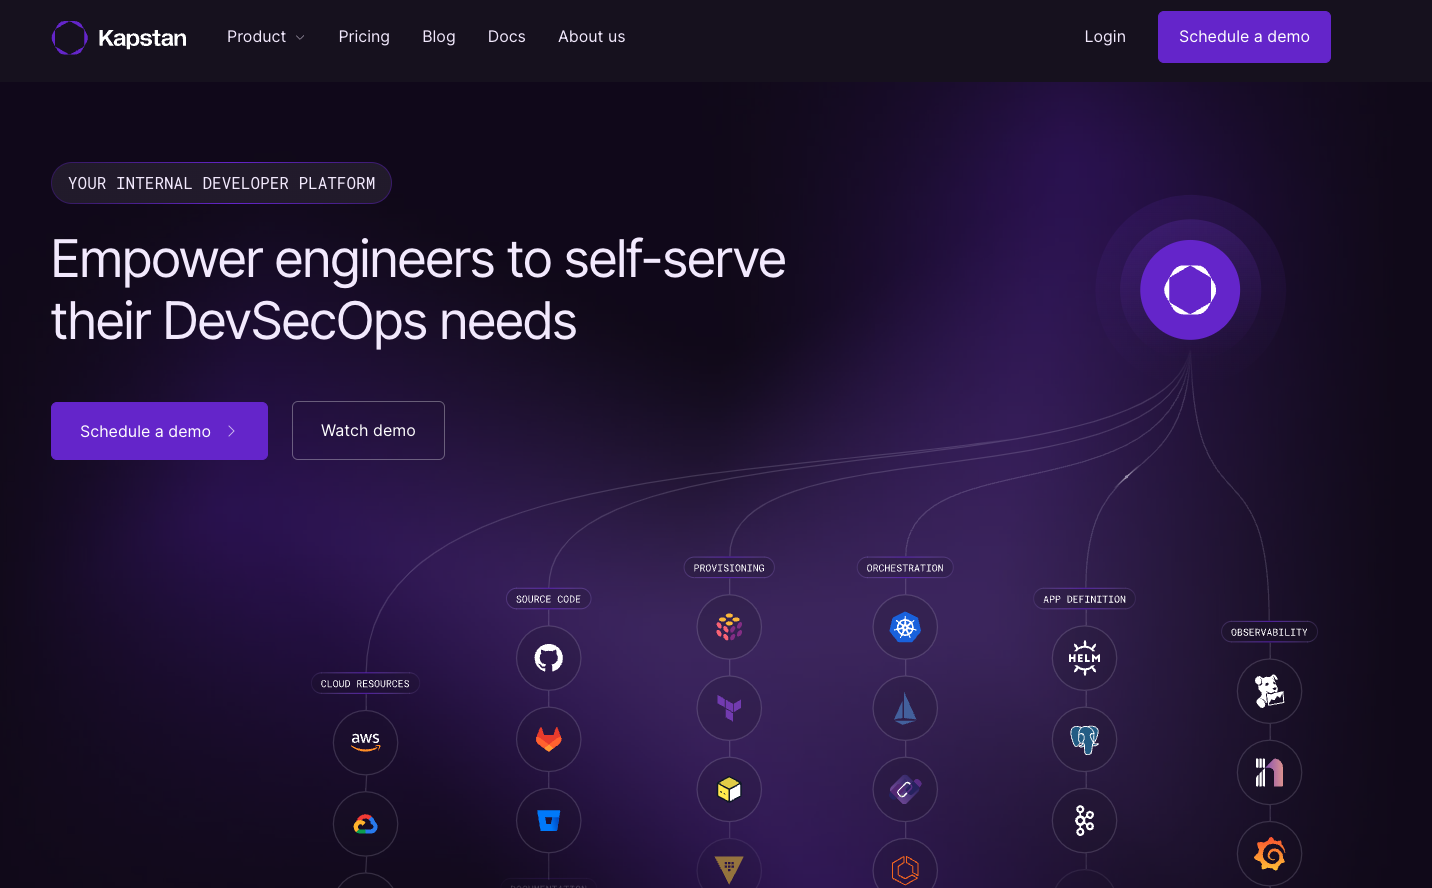 Kapstan
Product
Pricing
Blog
Docs
About us
Login
Schedule a demo
YOUR INTERNAL DEVELOPER PLATFORM
Empower engineers to self-serve
their DevSecOps needs
Schedule a demo
Watch demo
PROVISIONING
ORCHESTRATION
SOURCE CODE
APP DEFINITION
OBSERVABILITY
HELM
CLOUD RESOURCES
aws
DOCUMENTATION